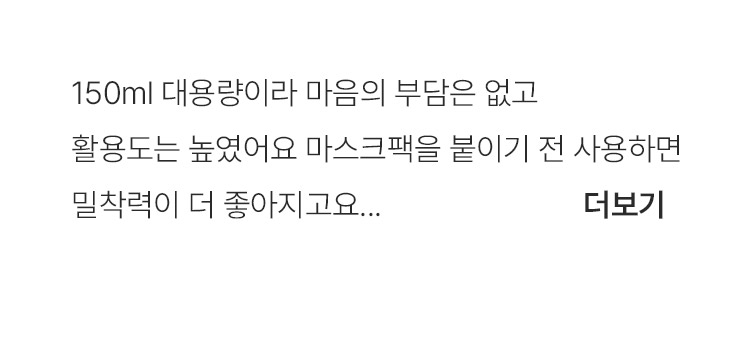 150ml 대용량이라 마음의 부담은 없고
활용도는 높였어요 마스크팩을 붙이기 전 사용하면
밀착력이 더 좋아지고요... 더보기